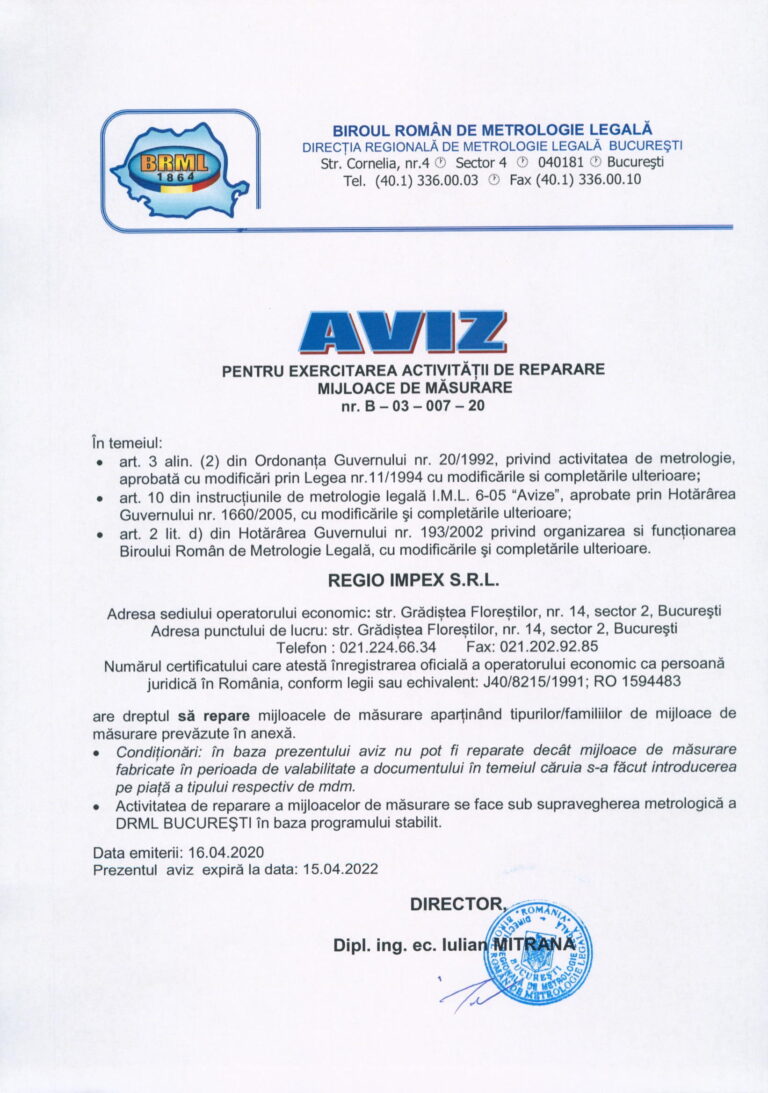 BRML
1864
BIROUL ROMÂN DE METROLOGIE LEGALĂ
DIRECŢIA REGIONALĂ DE METROLOGIE LEGALĂ BUCUREŞTI
Str. Cornelia, nr.4 🕐 Sector 4 🕐 040181 🕐 Bucureşti
Tel. (40.1) 336.00.03 🕐 Fax (40.1) 336.00.10
AVIZ
PENTRU EXERCITAREA ACTIVITĂȚII DE REPARARE
MIJLOACE DE MĂSURARE
nr. B – 03 – 007 – 20
În temeiul:
• art. 3 alin. (2) din Ordonanța Guvernului nr. 20/1992, privind activitatea de metrologie,
aprobată cu modificări prin Legea nr.11/1994 cu modificările si completările ulterioare;
• art. 10 din instrucțiunile de metrologie legală I.M.L. 6-05 “Avize”, aprobate prin Hotărârea
Guvernului nr. 1660/2005, cu modificările şi completările ulterioare;
• art. 2 lit. d) din Hotărârea Guvernului nr. 193/2002 privind organizarea si funcționarea
Biroului Român de Metrologie Legală, cu modificările şi completările ulterioare.
REGIO IMPEX S.R.L.
Adresa sediului operatorului economic: str. Grădiștea Floreștilor, nr. 14, sector 2, Bucureşti
Adresa punctului de lucru: str. Grădiștea Floreștilor, nr. 14, sector 2, Bucureşti
Telefon : 021.224.66.34 Fax: 021.202.92.85
Numărul certificatului care atestă înregistrarea oficială a operatorului economic ca persoană
juridică în România, conform legii sau echivalent: J40/8215/1991; RO 1594483
are dreptul să repare mijloacele de măsurare aparținând tipurilor/familiilor de mijloace de
măsurare prevăzute în anexă.
• Condiționări: în baza prezentului aviz nu pot fi reparate decât mijloace de măsurare
fabricate în perioada de valabilitate a documentului în temeiul căruia s-a făcut introducerea
pe piață a tipului respectiv de mdm.
• Activitatea de reparare a mijloacelor de măsurare se face sub supravegherea metrologică a
DRML BUCUREŞTI în baza programului stabilit.
Data emiterii: 16.04.2020
Prezentul aviz expiră la data: 15.04.2022
DIRECTOR,
Dipl. ing. ec. Iulian MITRANA
ROMÂNIA
BIROUL ROMÂN DE METROLOGIE LEGALĂ
DIRECȚIA REGIONALĂ DE METROLOGIE LEGALĂ
BUCUREȘTI